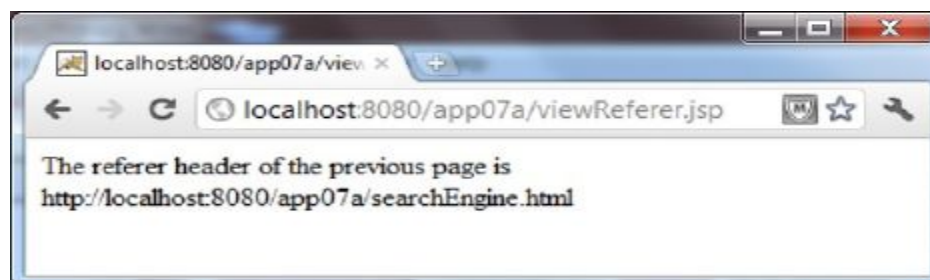 localhost:8080/app07a/view
localhost:8080/app07a/viewReferer.jsp
The referer header of the previous page is
http://localhost:8080/app07a/searchEngine.html